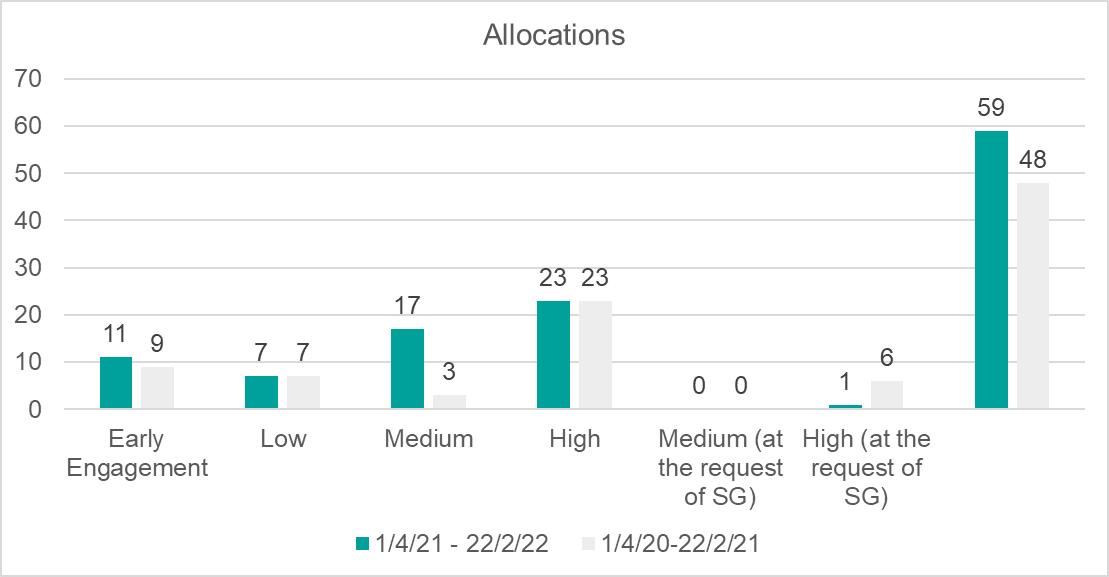 Allocations
70
60
50
40
30
20
10
0
11 9
7 7
17 3
23 23
0 0
1 6
59 48
Early
Engagement
Low
Medium
High
Medium (at
the request
of SG)
High (at the
request of
SG)
1/4/21 - 22/2/22 1/4/20-22/2/21